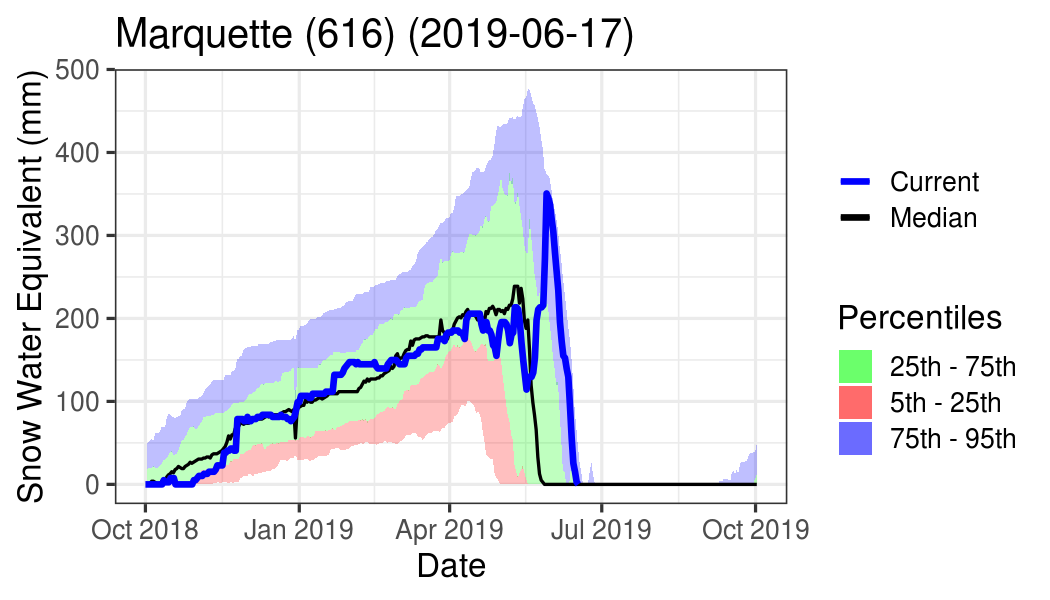 Marquette (616) (2019-06-17)
Snow Water Equivalent (mm)
500
400
300
200
100
0
Oct 2018 Jan 2019 Apr 2019 Jul 2019 Oct 2019
Date
Current
Median
Percentiles
25th - 75th
5th - 25th
75th - 95th